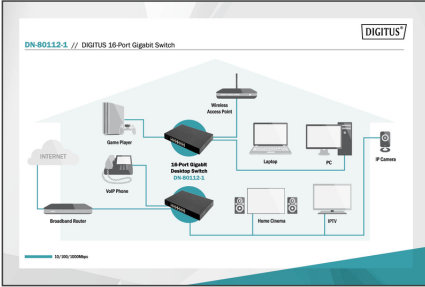 DIGITUS®
DN-80112-1 // DIGITUS 16-Port Gigabit Switch
Wireless
Access Point
Game Player
Laptop
PC
IP Camera
16-Port Gigabit
Desktop Switch
DN-80112-1
INTERNET
VoIP Phone
Broadband Router
Home Cinema
IPTV
10/100/1000Mbps